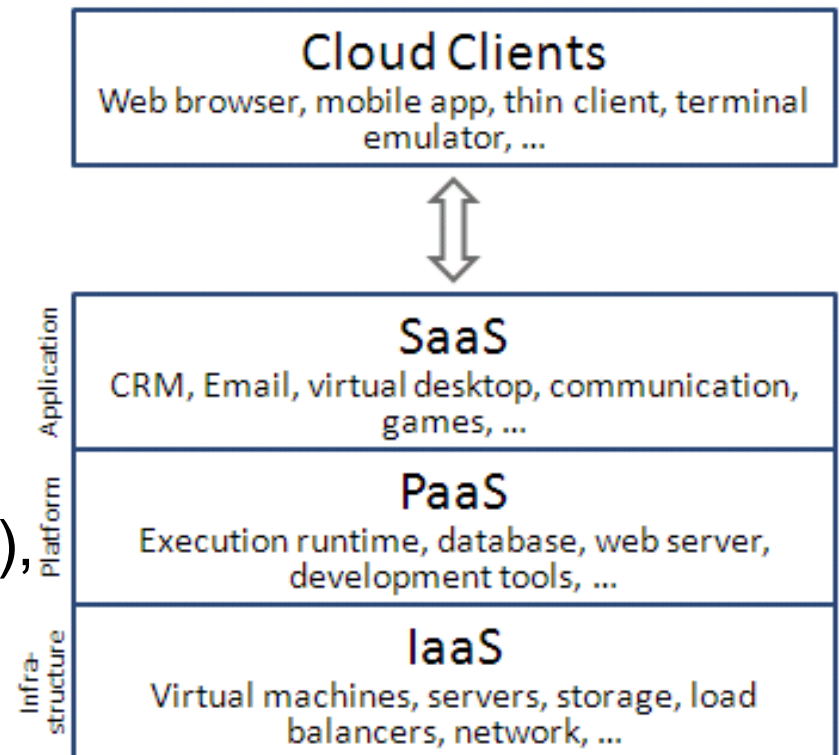 Cloud Clients
Web browser, mobile app, thin client, terminal
emulator, ...
Application
SaaS
CRM, Email, virtual desktop, communication,
games, ...
),
Platform
PaaS
Execution runtime, database, web server,
development tools, ...
Infra-
structure
IaaS
Virtual machines, servers, storage, load
balancers, network, ...